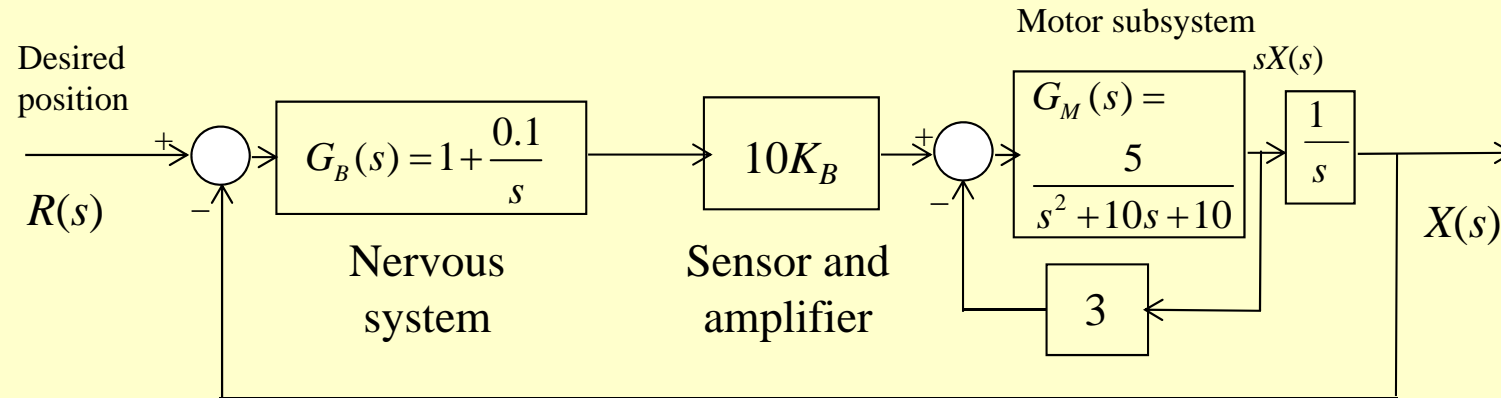 Motor subsystem
Desired
position
sX(s)
+
−
R(s)
G_B(s) = 1 + 0.1/s
10K_B
+
−
G_M(s) =
5
s² + 10s + 10
1
s
X(s)
Nervous
system
Sensor and
amplifier
3